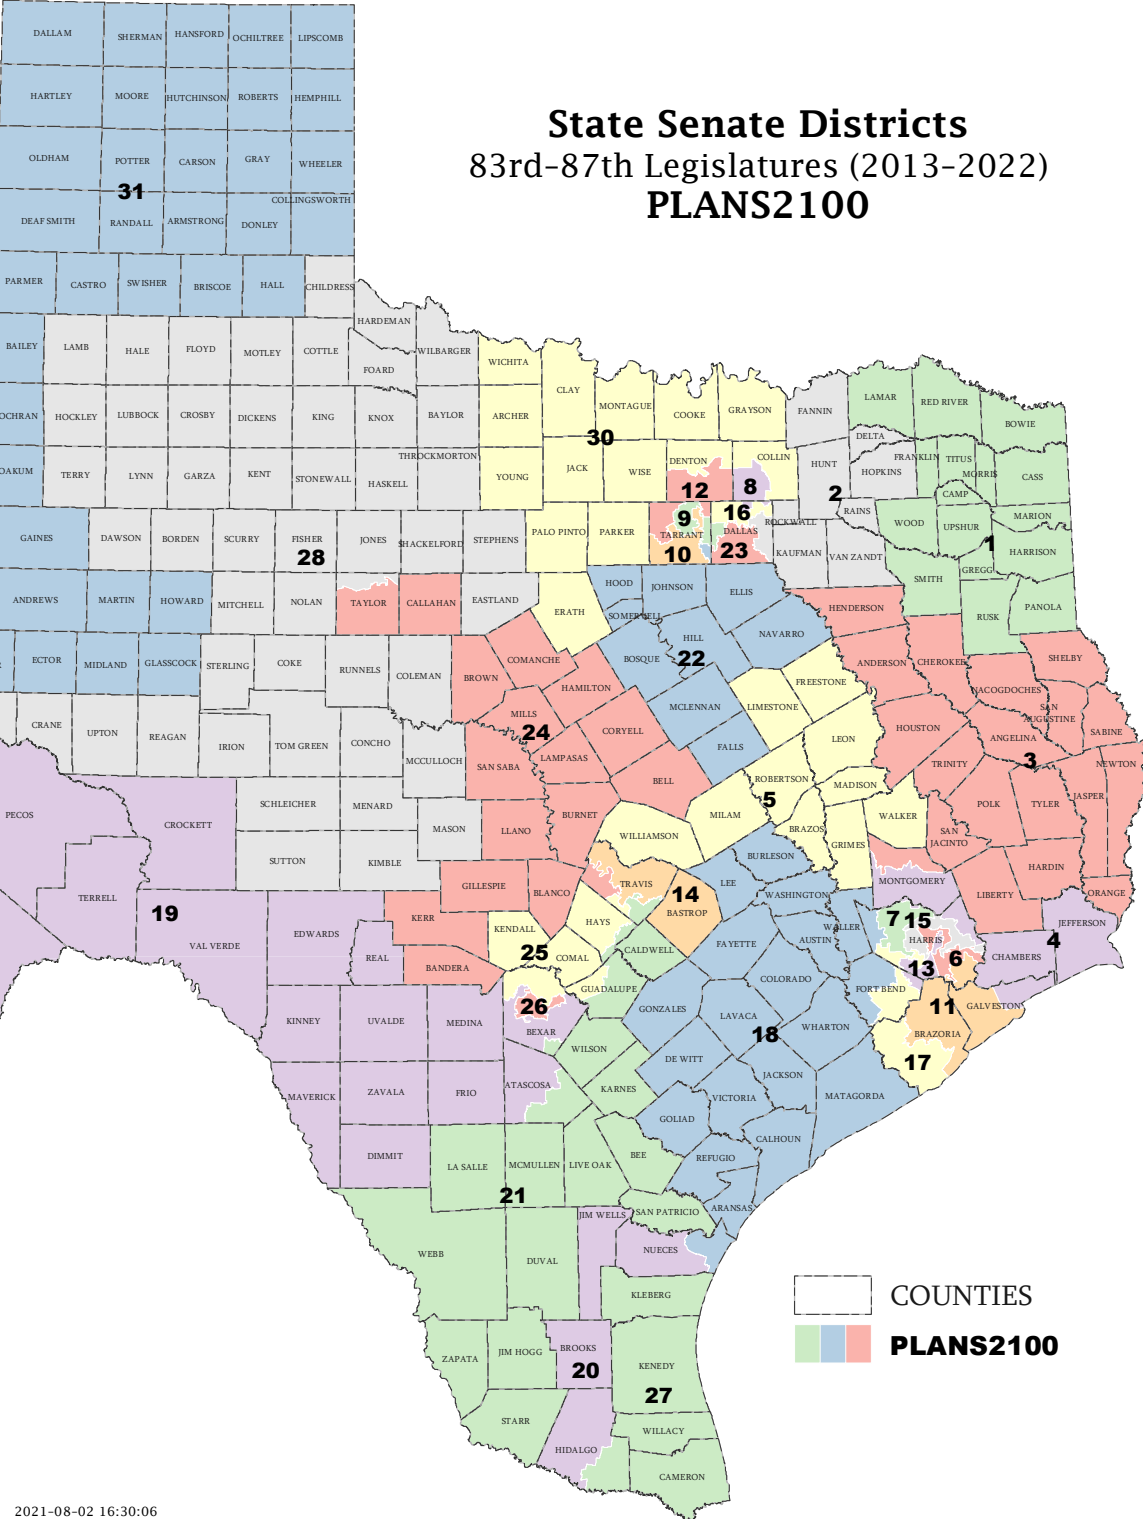 State Senate Districts
83rd–87th Legislatures (2013–2022)
PLANS2100
DALLAM
SHERMAN
HANSFORD
OCHILTREE
LIPSCOMB
HARTLEY
MOORE
HUTCHINSON
ROBERTS
HEMPHILL
OLDHAM
POTTER
CARSON
GRAY
WHEELER
31
COLLINGSWORTH
DEAF SMITH
RANDALL
ARMSTRONG
DONLEY
PARMER
CASTRO
SWISHER
BRISCOE
HALL
CHILDRESS
HARDEMAN
BAILEY
LAMB
HALE
FLOYD
MOTLEY
COTTLE
FOARD
WILBARGER
WICHITA
CLAY
OCHRAN
HOCKLEY
LUBBOCK
CROSBY
DICKENS
KING
KNOX
BAYLOR
ARCHER
MONTAGUE
COOKE
GRAYSON
FANNIN
LAMAR
RED RIVER
BOWIE
30
DELTA
OAKUM
TERRY
LYNN
GARZA
KENT
STONEWALL
HASKELL
THROCKMORTON
YOUNG
JACK
WISE
DENTON
COLLIN
HUNT
HOPKINS
FRANKLIN
TITUS
MORRIS
CASS
CAMP
12
8
2
GAINES
DAWSON
BORDEN
SCURRY
FISHER
JONES
SHACKELFORD
STEPHENS
PALO PINTO
PARKER
9
TARRANT
10
16
DALLAS
23
ROCKWALL
RAINS
WOOD
UPSHUR
MARION
1
HARRISON
28
KAUFMAN
VAN ZANDT
SMITH
GREGG
ANDREWS
MARTIN
HOWARD
MITCHELL
NOLAN
TAYLOR
CALLAHAN
EASTLAND
ERATH
HOOD
JOHNSON
ELLIS
SOMERVELL
HENDERSON
RUSK
PANOLA
ECTOR
MIDLAND
GLASSCOCK
STERLING
COKE
RUNNELS
COLEMAN
BROWN
COMANCHE
BOSQUE
HILL
22
NAVARRO
ANDERSON
CHEROKEE
SHELBY
CRANE
UPTON
REAGAN
IRION
TOM GREEN
CONCHO
MCCULLOCH
MILLS
24
HAMILTON
MCLENNAN
LIMESTONE
FREESTONE
NACOGDOCHES
SAN
AUGUSTINE
SABINE
SAN SABA
LAMPASAS
CORYELL
FALLS
LEON
HOUSTON
ANGELINA
3
NEWTON
TRINITY
PECOS
CROCKETT
SCHLEICHER
MENARD
MASON
LLANO
BURNET
BELL
ROBERTSON
5
MADISON
MILAM
BRAZOS
GRIMES
WALKER
SAN
JACINTO
POLK
TYLER
JASPER
TERRELL
19
VAL VERDE
SUTTON
KIMBLE
WILLIAMSON
BURLESON
HARDIN
EDWARDS
REAL
KERR
GILLESPIE
BLANCO
TRAVIS
14
BASTROP
LEE
WASHINGTON
MONTGOMERY
LIBERTY
ORANGE
BANDERA
KENDALL
25
COMAL
HAYS
CALDWELL
FAYETTE
AUSTIN
WALLER
7
15
HARRIS
13
6
CHAMBERS
4
JEFFERSON
KINNEY
UVALDE
MEDINA
26
BEXAR
GUADALUPE
GONZALES
COLORADO
LAVACA
18
WHARTON
FORT BEND
11
GALVESTON
BRAZORIA
17
MAVERICK
ZAVALA
FRIO
ATASCOSA
WILSON
KARNES
DE WITT
JACKSON
VICTORIA
MATAGORDA
GOLIAD
CALHOUN
DIMMIT
LA SALLE
MCMULLEN
LIVE OAK
BEE
REFUGIO
21
SAN PATRICIO
ARANSAS
WEBB
DUVAL
JIM WELLS
NUECES
KLEBERG
ZAPATA
JIM HOGG
BROOKS
20
KENEDY
27
STARR
HIDALGO
WILLACY
CAMERON
COUNTIES
PLANS2100
2021-08-02 16:30:06